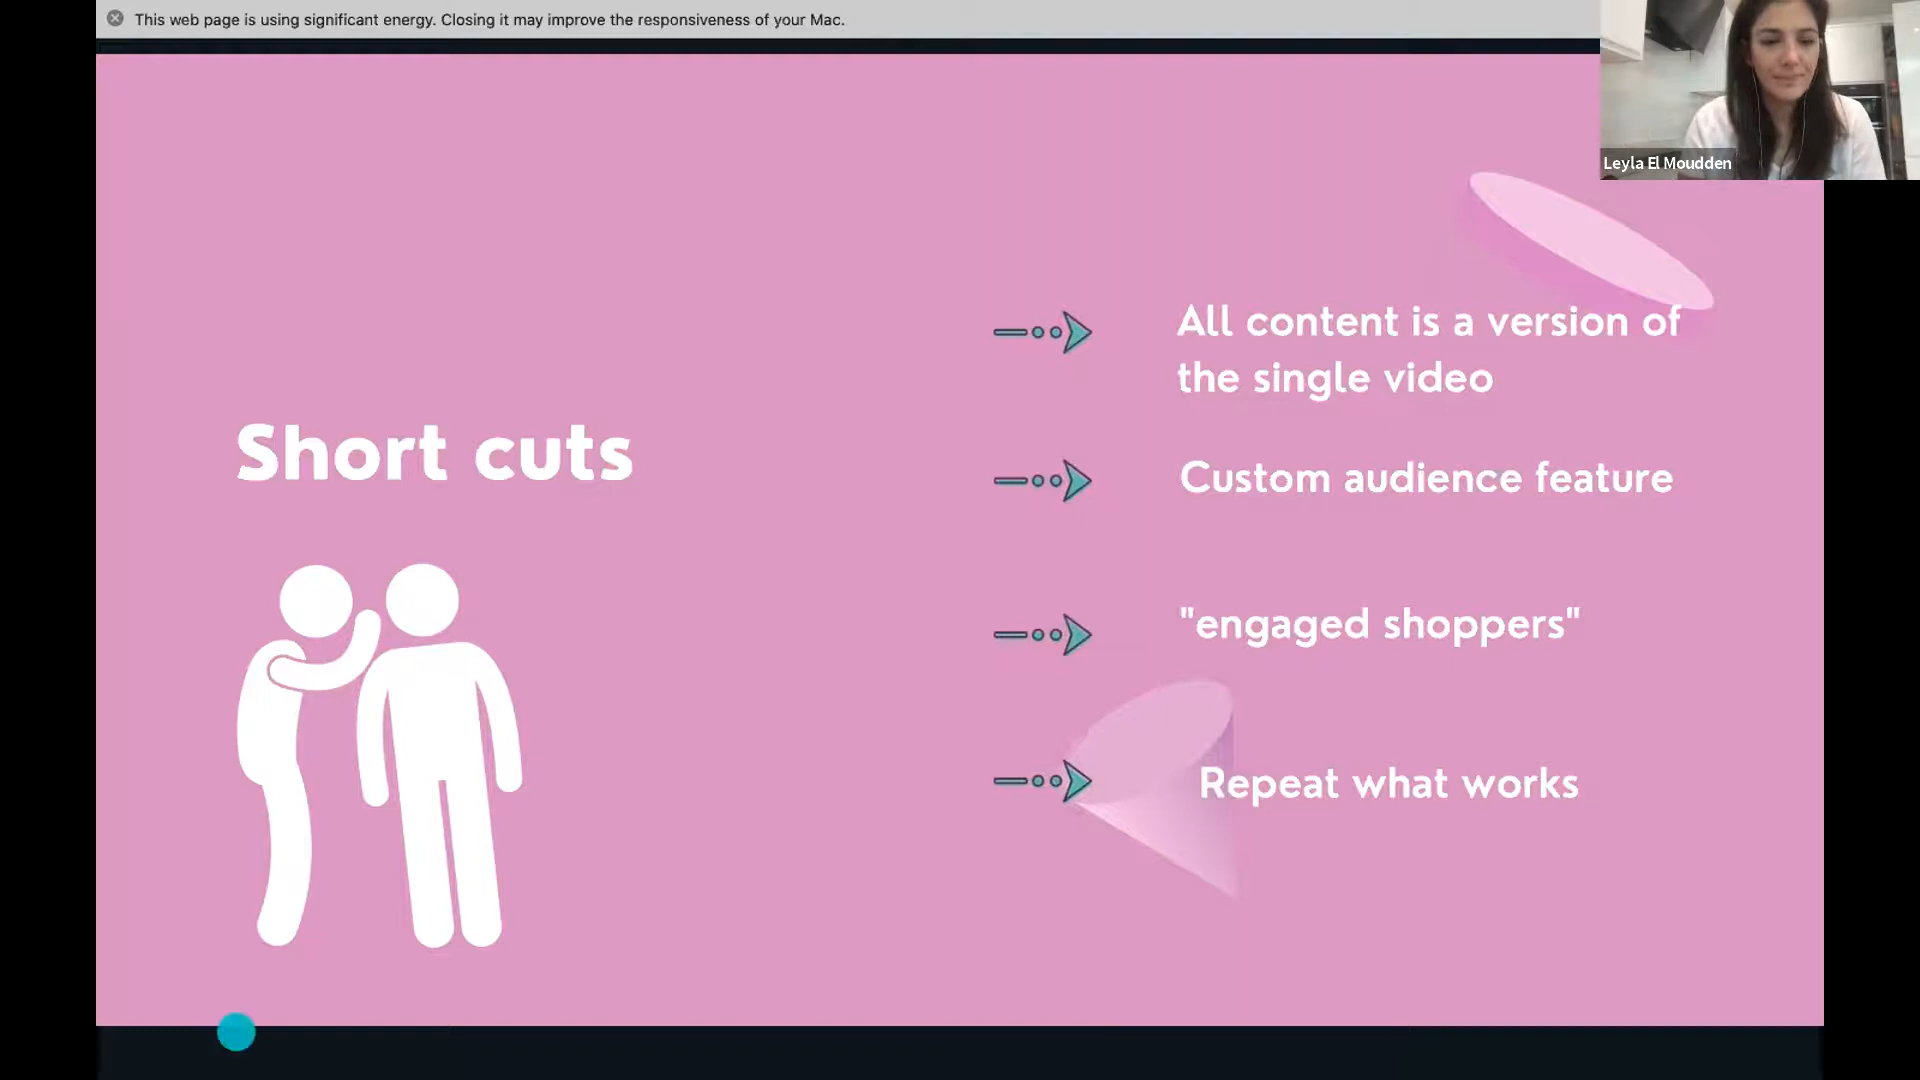 This web page is using significant energy. Closing it may improve the responsiveness of your Mac.
Leyla El Moudden
Short cuts
All content is a version of
the single video
Custom audience feature
"engaged shoppers"
Repeat what works